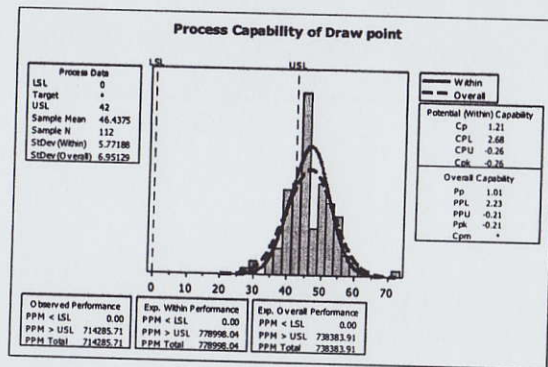 Process Capability of Draw point
LSL
USL
Process Data
LSL 0
Target *
USL 42
Sample Mean 46.4375
Sample N 112
StDev(Within) 5.77188
StDev(Overall) 6.95129
Within
Overall
Potential (Within) Capability
Cp 1.21
CPL 2.68
CPU -0.26
Cpk -0.26
Overall Capability
Pp 1.01
PPL 2.23
PPU -0.21
Ppk -0.21
Cpm *
0 10 20 30 40 50 60 70
Observed Performance
PPM < LSL 0.00
PPM > USL 714285.71
PPM Total 714285.71
Exp. Within Performance
PPM < LSL 0.00
PPM > USL 778998.04
PPM Total 778998.04
Exp. Overall Performance
PPM < LSL 0.00
PPM > USL 738383.91
PPM Total 738383.91